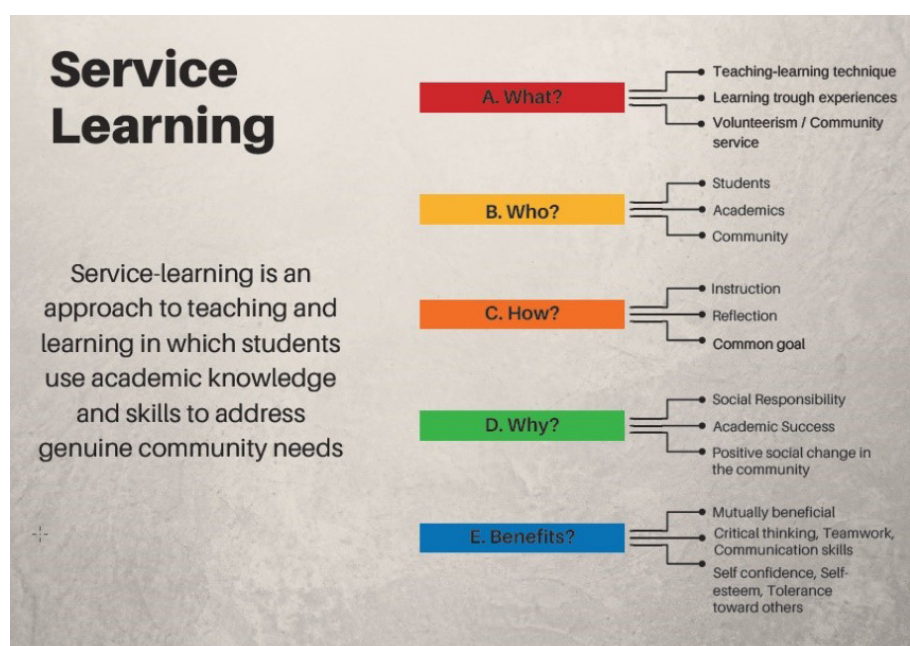 Service
Learning
Service-learning is an
approach to teaching and
learning in which students
use academic knowledge
and skills to address
genuine community needs
A. What?
Teaching-learning technique
Learning trough experiences
Volunteerism / Community
service
B. Who?
Students
Academics
Community
C. How?
Instruction
Reflection
Common goal
D. Why?
Social Responsibility
Academic Success
Positive social change in
the community
E. Benefits?
Mutually beneficial
Critical thinking, Teamwork,
Communication skills
Self confidence, Self-
esteem, Tolerance
toward others